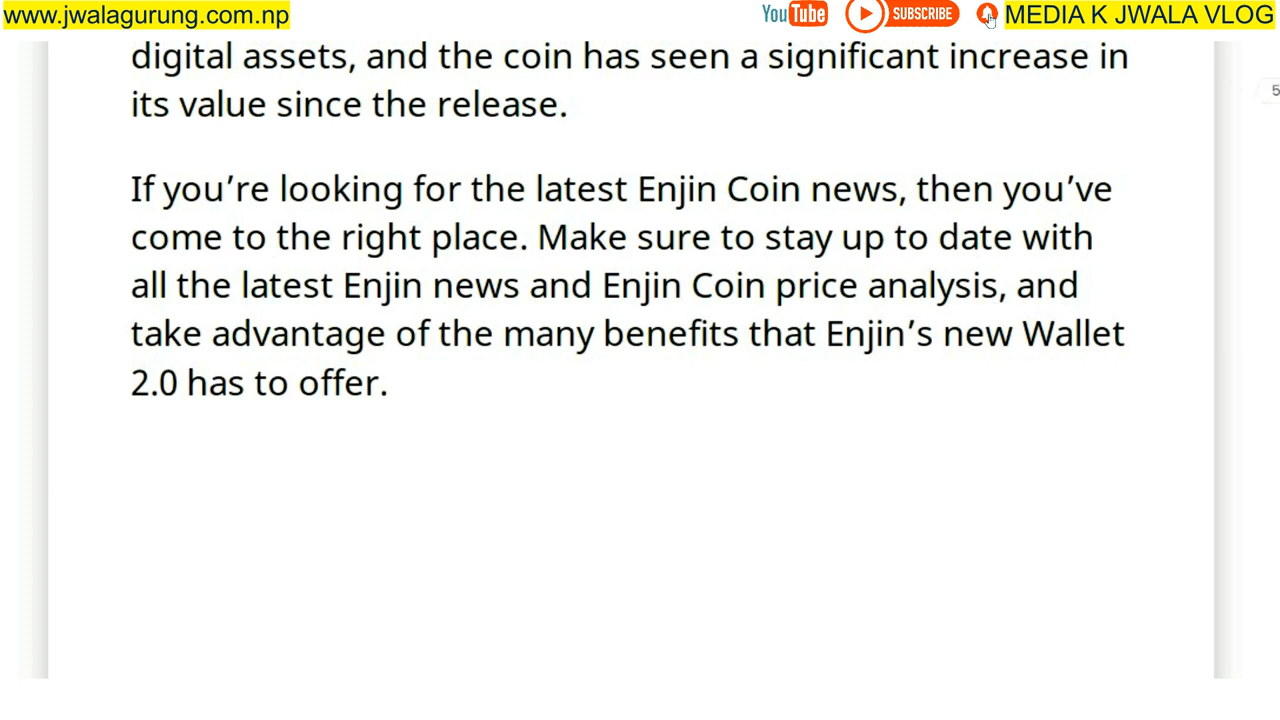 www.jwalagurung.com.np
YouTube SUBSCRIBE MEDIA K JWALA VLOG
digital assets, and the coin has seen a significant increase in
its value since the release.
5
If you’re looking for the latest Enjin Coin news, then you’ve
come to the right place. Make sure to stay up to date with
all the latest Enjin news and Enjin Coin price analysis, and
take advantage of the many benefits that Enjin’s new Wallet
2.0 has to offer.